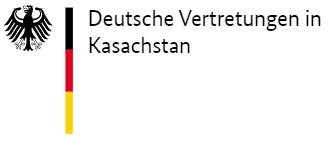 Deutsche Vertretungen in
Kasachstan